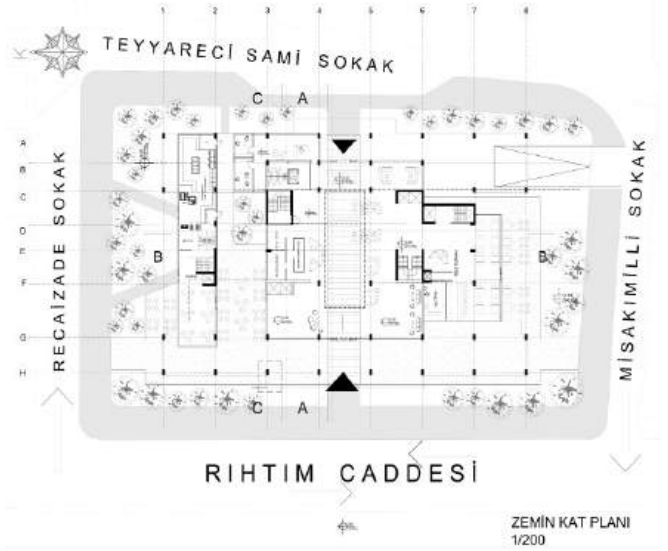 1 2 3 4 5 6 7 8
K
TEYYARECİ SAMİ SOKAK
C A
A
B
C
D
E
F
G
H
B
B
RECAİZADE SOKAK
MİSAKIMİLLİ SOKAK
C A
RIHTIM CADDESİ
ZEMİN KAT PLANI
1/200